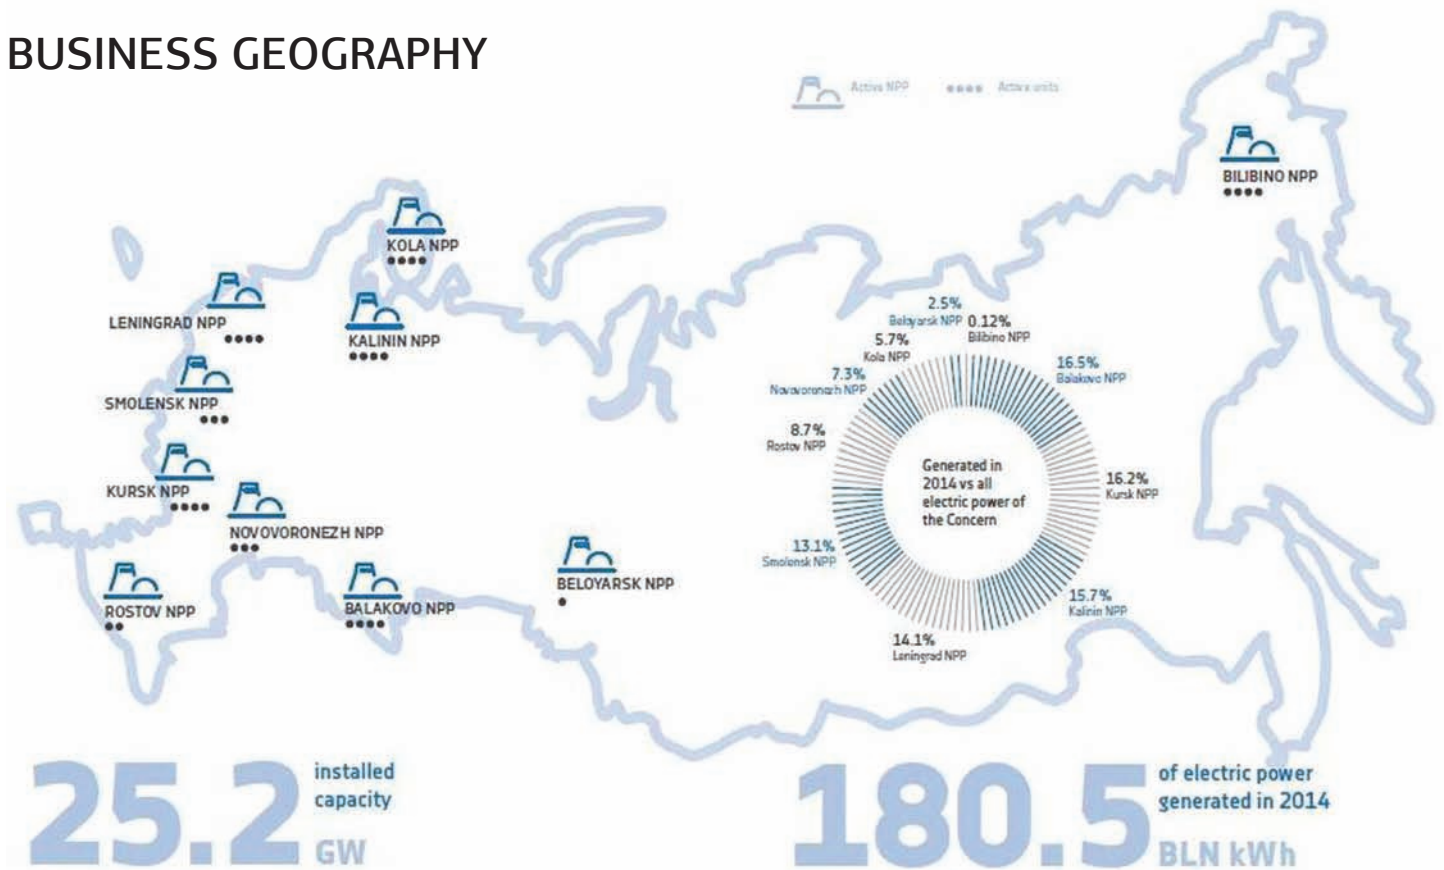 BUSINESS GEOGRAPHY
Active NPP
Active units
BILIBINO NPP
KOLA NPP
LENINGRAD NPP
KALININ NPP
SMOLENSK NPP
KURSK NPP
NOVOVORONEZH NPP
ROSTOV NPP
BALAKOVO NPP
BELOYARSK NPP
2.5%
Beloyarsk NPP
0.12%
Bilibino NPP
5.7%
Kola NPP
16.5%
Balakovo NPP
7.3%
Novovoronezh NPP
8.7%
Rostov NPP
16.2%
Kursk NPP
Generated in
2014 vs all
electric power of
the Concern
13.1%
Smolensk NPP
15.7%
Kalinin NPP
14.1%
Leningrad NPP
25.2
installed
capacity
GW
180.5
of electric power
generated in 2014
BLN kWh